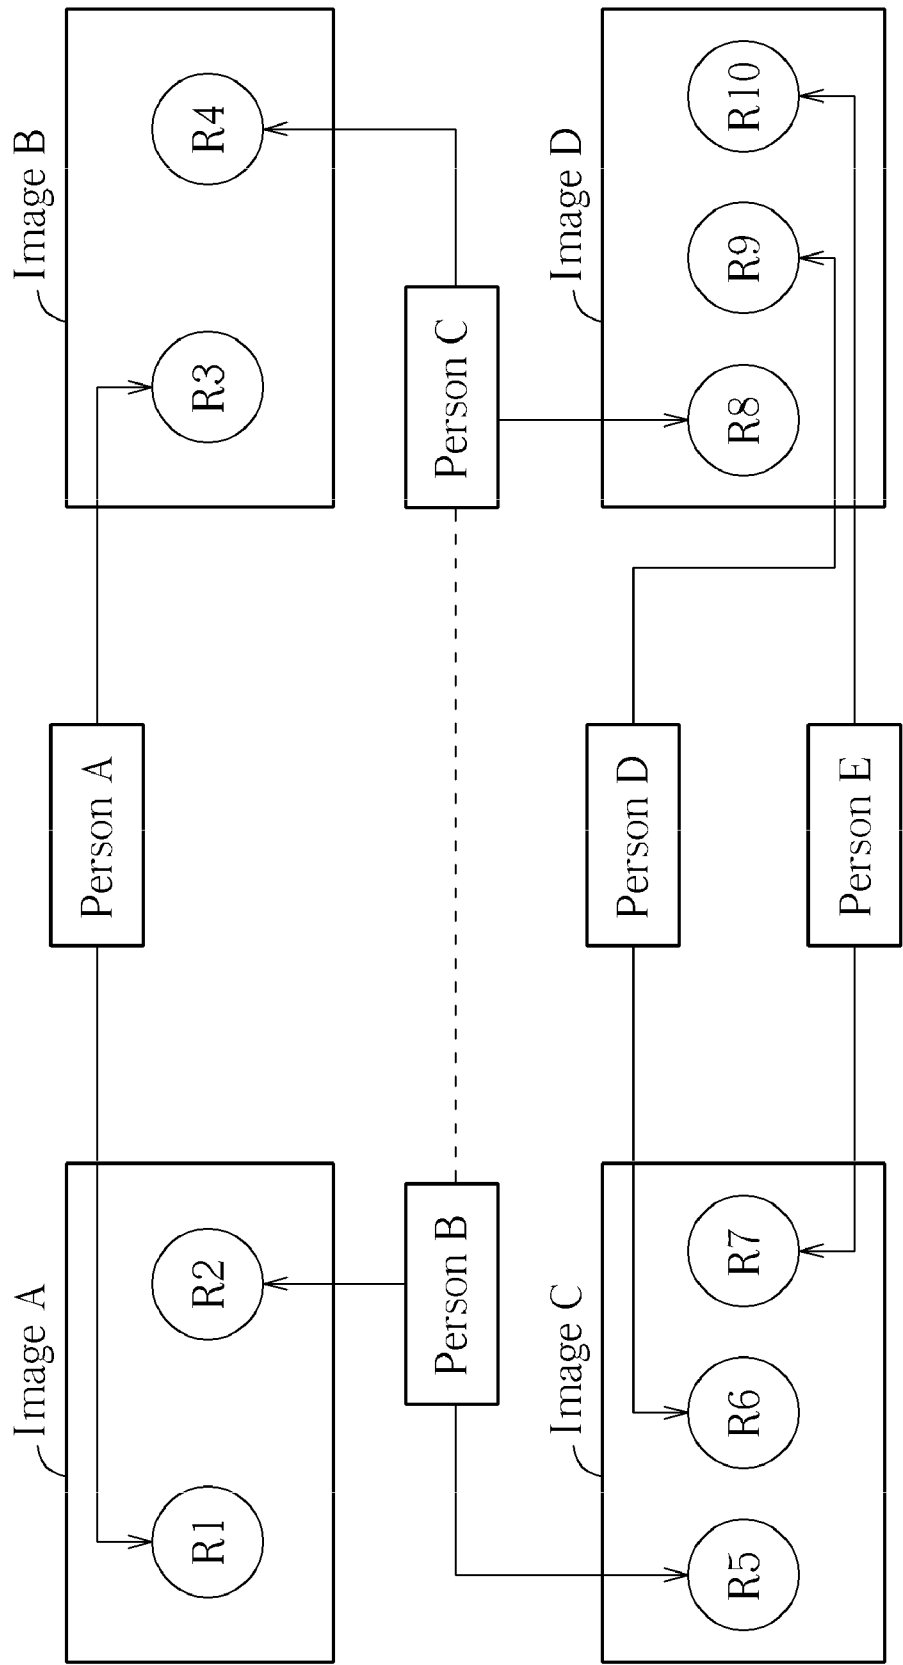 Image A
R1
R2
Person A
Image B
R3
R4
Person B
Person C
Image C
R5
R6
R7
Person D
Person E
Image D
R8
R9
R10